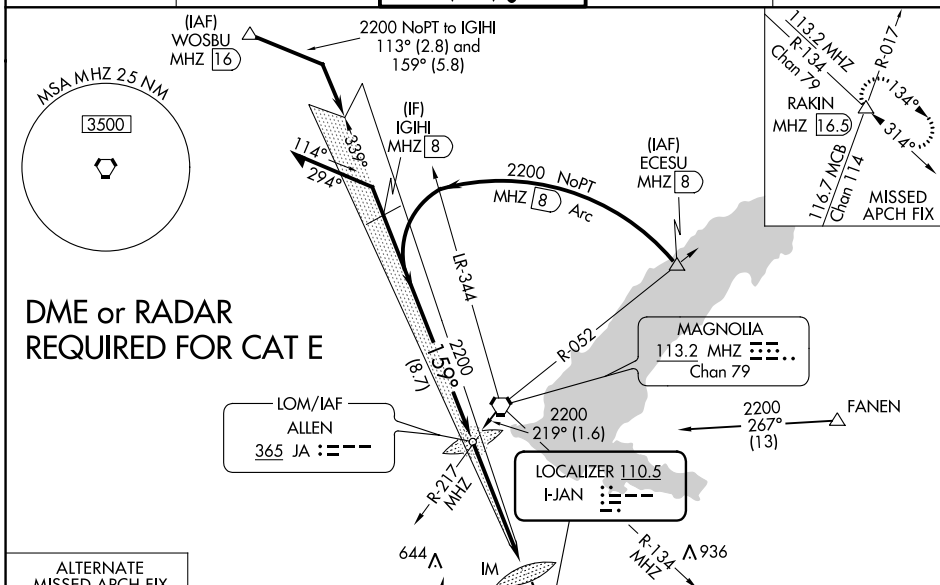 (IAF)
WOSBU
MHZ 16
2200 NoPT to IGIHI
113° (2.8) and
159° (5.8)
MSA MHZ 25 NM
3500
(IF)
IGIHI
MHZ 8
339°
114°
294°
2200 NoPT
MHZ 8 Arc
(IAF)
ECESU
MHZ 8
113.2 MHZ
R-134
Chan 79
R-017
RAKIN
MHZ 16.5
134°
314°
116.7 MCB
Chan 114
MISSED
APCH FIX
DME or RADAR
REQUIRED FOR CAT E
LR-344
R-052
2200
159°
(8.7)
MAGNOLIA
113.2 MHZ
Chan 79
LOM/IAF
ALLEN
365 JA
2200
219° (1.6)
2200
267°
(13)
FANEN
R-217
MHZ
LOCALIZER 110.5
I-JAN
R-134
MHZ
644
936
IM
ALTERNATE
MISSED APCH FIX